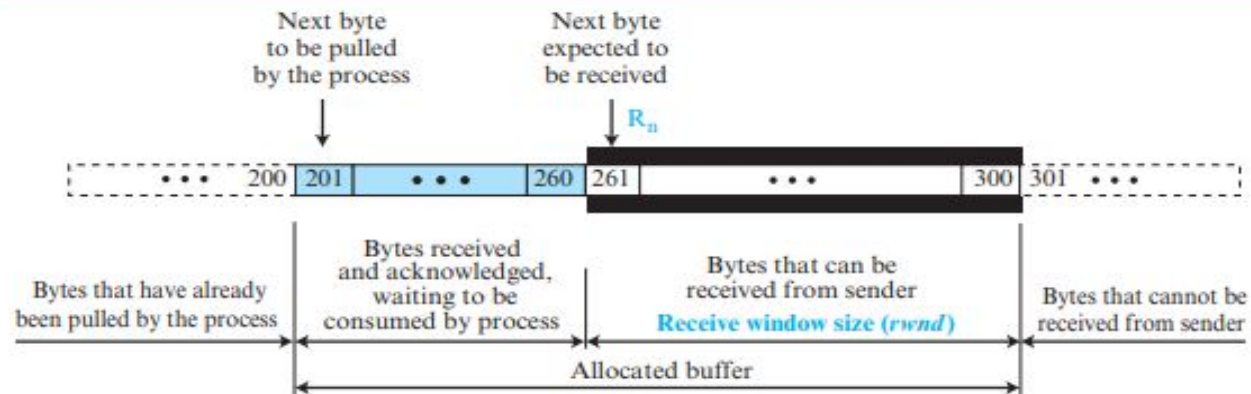 Next byte
to be pulled
by the process
Next byte
expected to
be received
Rn
••• 200 201 ••• 260 261 ••• 300 301 •••
Bytes that have already
been pulled by the process
Bytes received
and acknowledged,
waiting to be
consumed by process
Bytes that can be
received from sender
Receive window size (rwnd)
Bytes that cannot be
received from sender
Allocated buffer